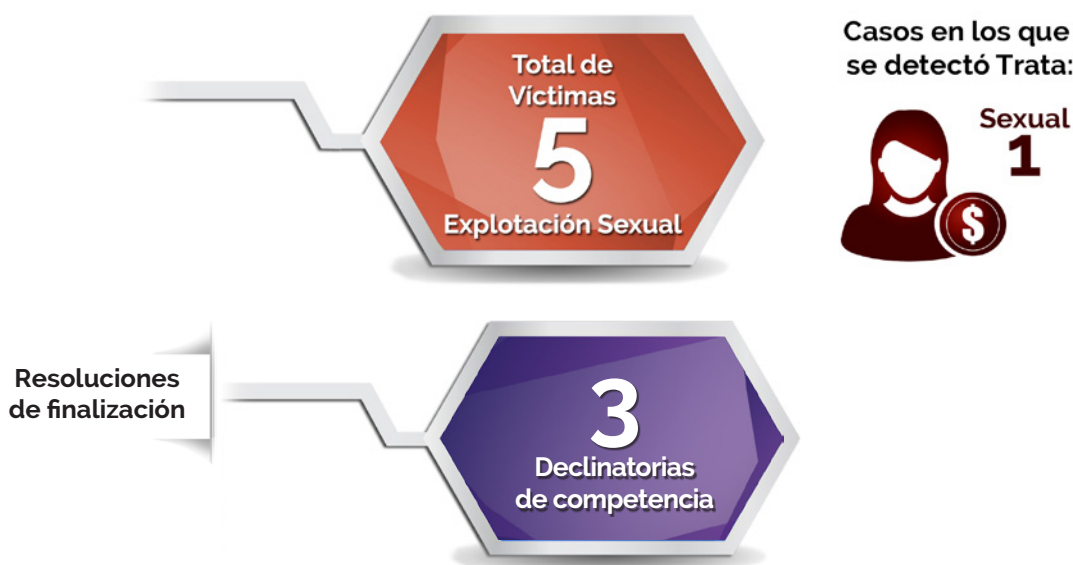 Total de
Víctimas
5
Explotación Sexual
Casos en los que
se detectó Trata:
Sexual
1
$
Resoluciones
de finalización
3
Declinatorias
de competencia